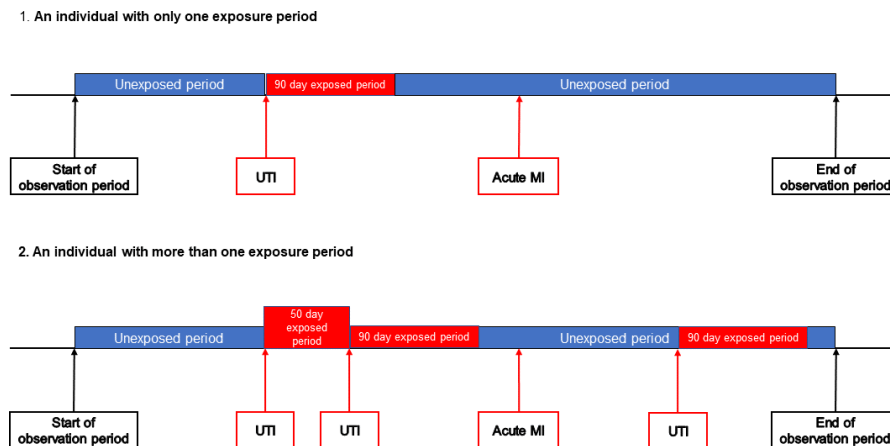 1. An individual with only one exposure period
Unexposed period
90 day exposed period
Unexposed period
Start of
observation period
UTI
Acute MI
End of
observation period
2. An individual with more than one exposure period
50 day
exposed
period
Unexposed period
90 day exposed period
Unexposed period
90 day exposed period
Start of
observation period
UTI
UTI
Acute MI
UTI
End of
observation period